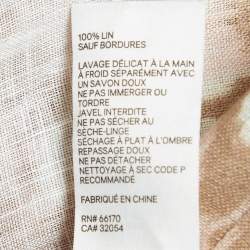 100% LIN
SAUF BORDURES
LAVAGE DÉLICAT À LA MAIN
À FROID SÉPARÉMENT AVEC
UN SAVON DOUX
NE PAS IMMERGER OU
TORDRE
JAVEL INTERDITE
NE PAS SÉCHER AU
SÈCHE-LINGE
SÉCHAGE À PLAT À L'OMBRE
REPASSAGE DOUX
NE PAS DÉTACHER
NETTOYAGE À SEC CODE P
RECOMMANDÉ
FABRIQUÉ EN CHINE
RN# 66170
CA# 32054